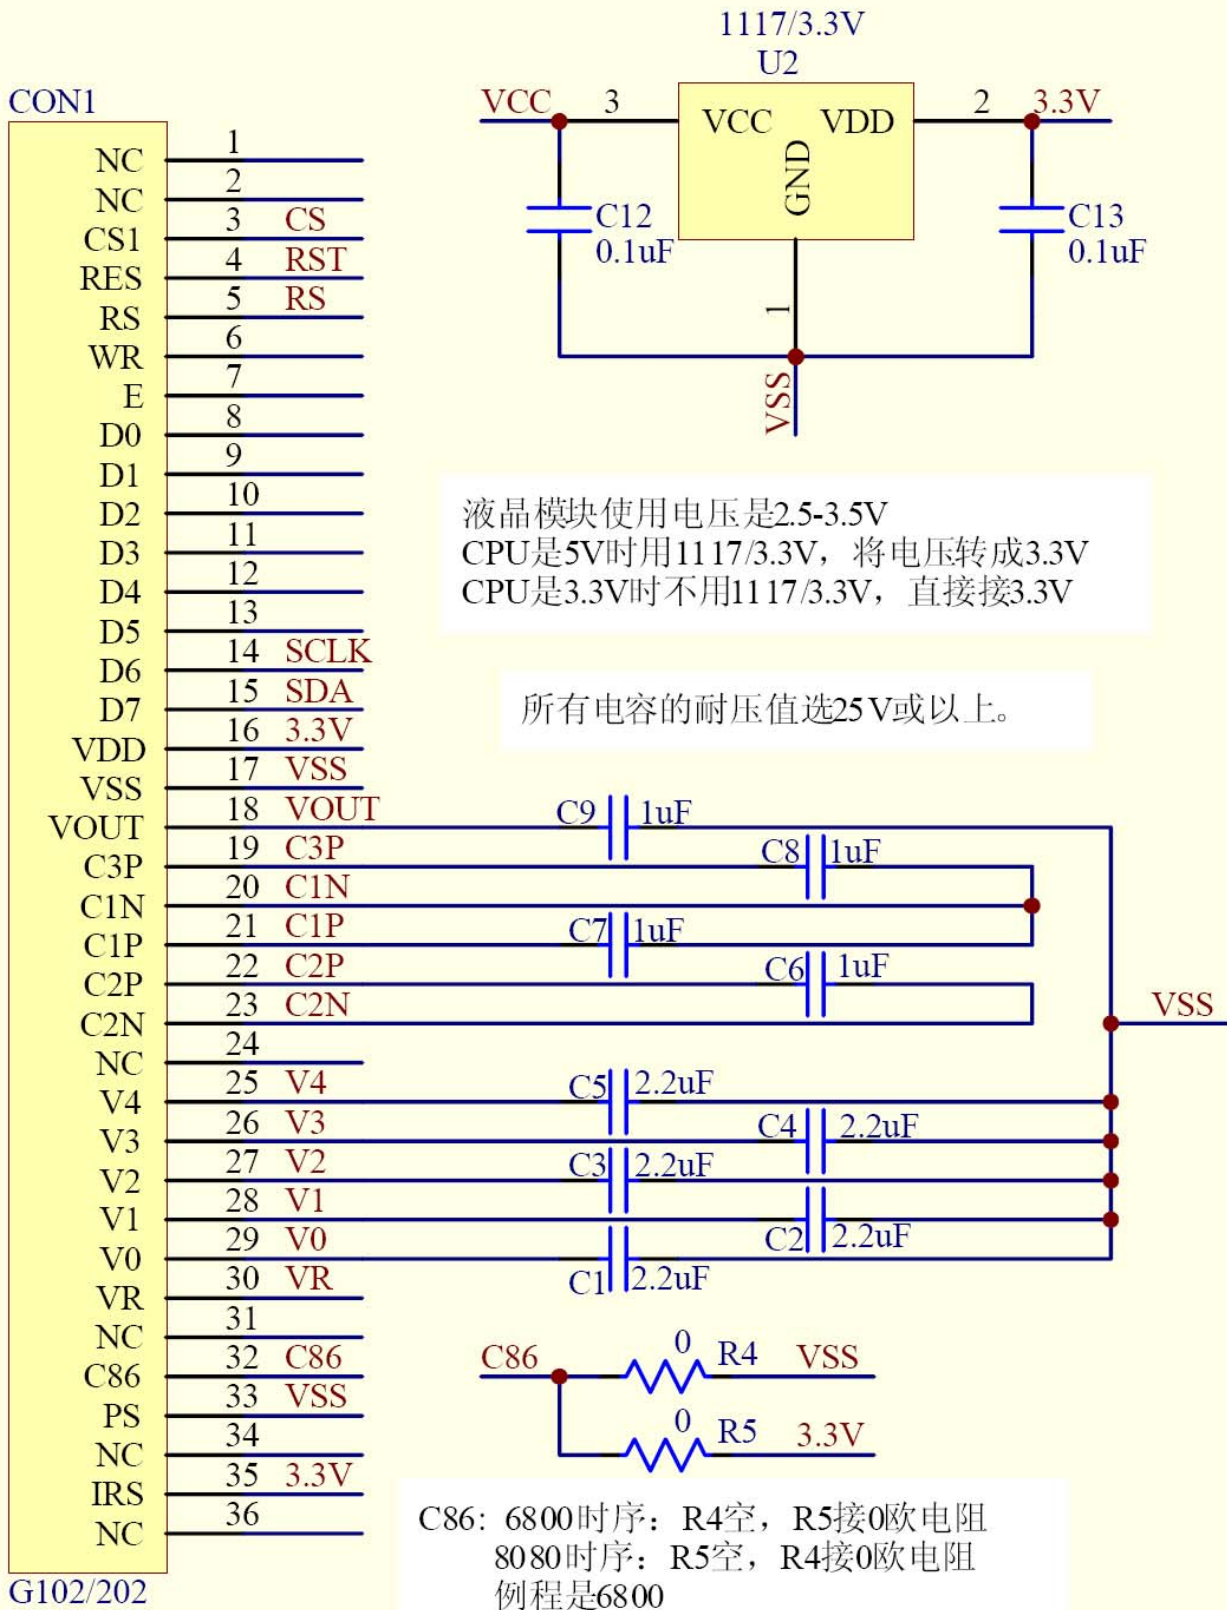 1117/3.3V
U2
VCC 3 VCC VDD 2 3.3V
GND
C12
0.1uF
C13
0.1uF
1
VSS
CON1
NC 1
NC 2
CS1 3 CS
RES 4 RST
RS 5 RS
WR 6
E 7
D0 8
D1 9
D2 10
D3 11
D4 12
D5 13
D6 14 SCLK
D7 15 SDA
VDD 16 3.3V
VSS 17 VSS
VOUT 18 VOUT C9 1uF
C3P 19 C3P C8 1uF
C1N 20 C1N
C1P 21 C1P C7 1uF
C2P 22 C2P C6 1uF
C2N 23 C2N VSS
NC 24
V4 25 V4 C5 2.2uF
V3 26 V3 C4 2.2uF
V2 27 V2 C3 2.2uF
V1 28 V1 C2 2.2uF
V0 29 V0 C1 2.2uF
VR 30 VR
NC 31
C86 32 C86
PS 33 VSS
NC 34
IRS 35 3.3V
NC 36
G102/202
液晶模块使用电压是2.5-3.5V
CPU是5V时用1117/3.3V，将电压转成3.3V
CPU是3.3V时不用1117/3.3V，直接接3.3V
所有电容的耐压值选25V或以上。
C86 0 R4 VSS
0 R5 3.3V
C86: 6800时序：R4空，R5接0欧电阻
8080时序：R5空，R4接0欧电阻
例程是6800